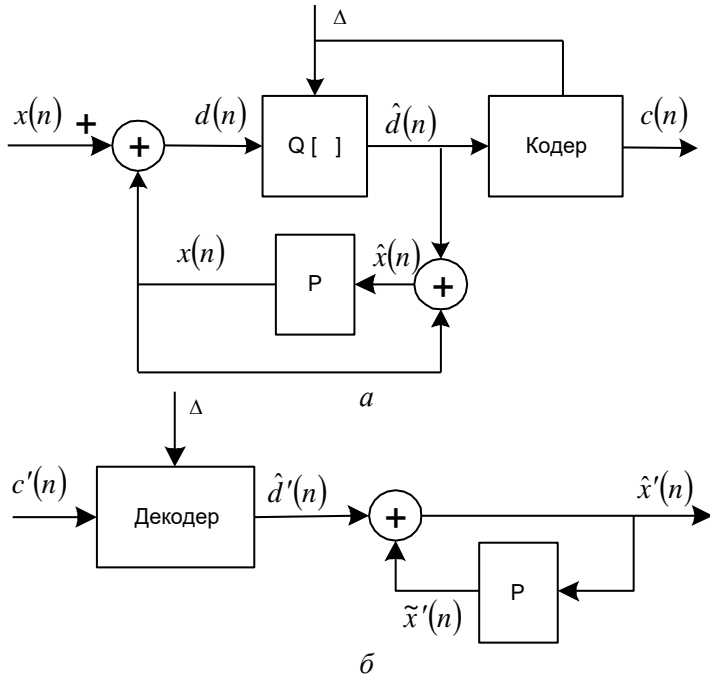 Δ
x(n) + + d(n) Q [ ] d̂(n) Кодер c(n)
x(n) P x̂(n) +
а
Δ
c'(n) Декодер d̂'(n) + x̂'(n)
x̃'(n) P
б